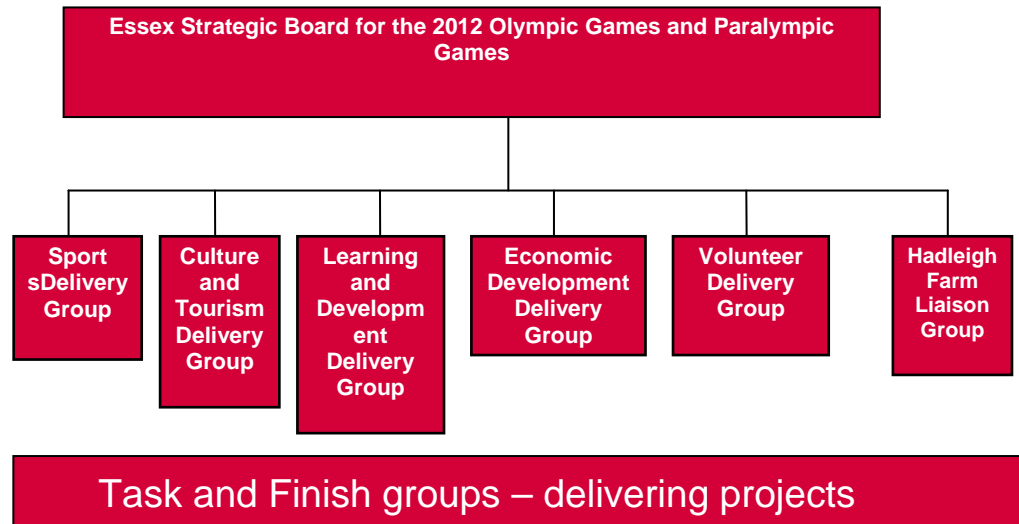 Essex Strategic Board for the 2012 Olympic Games and Paralympic
Games
Sport
sDelivery
Group
Culture
and
Tourism
Delivery
Group
Learning
and
Developm
ent
Delivery
Group
Economic
Development
Delivery
Group
Volunteer
Delivery
Group
Hadleigh
Farm
Liaison
Group
Task and Finish groups – delivering projects